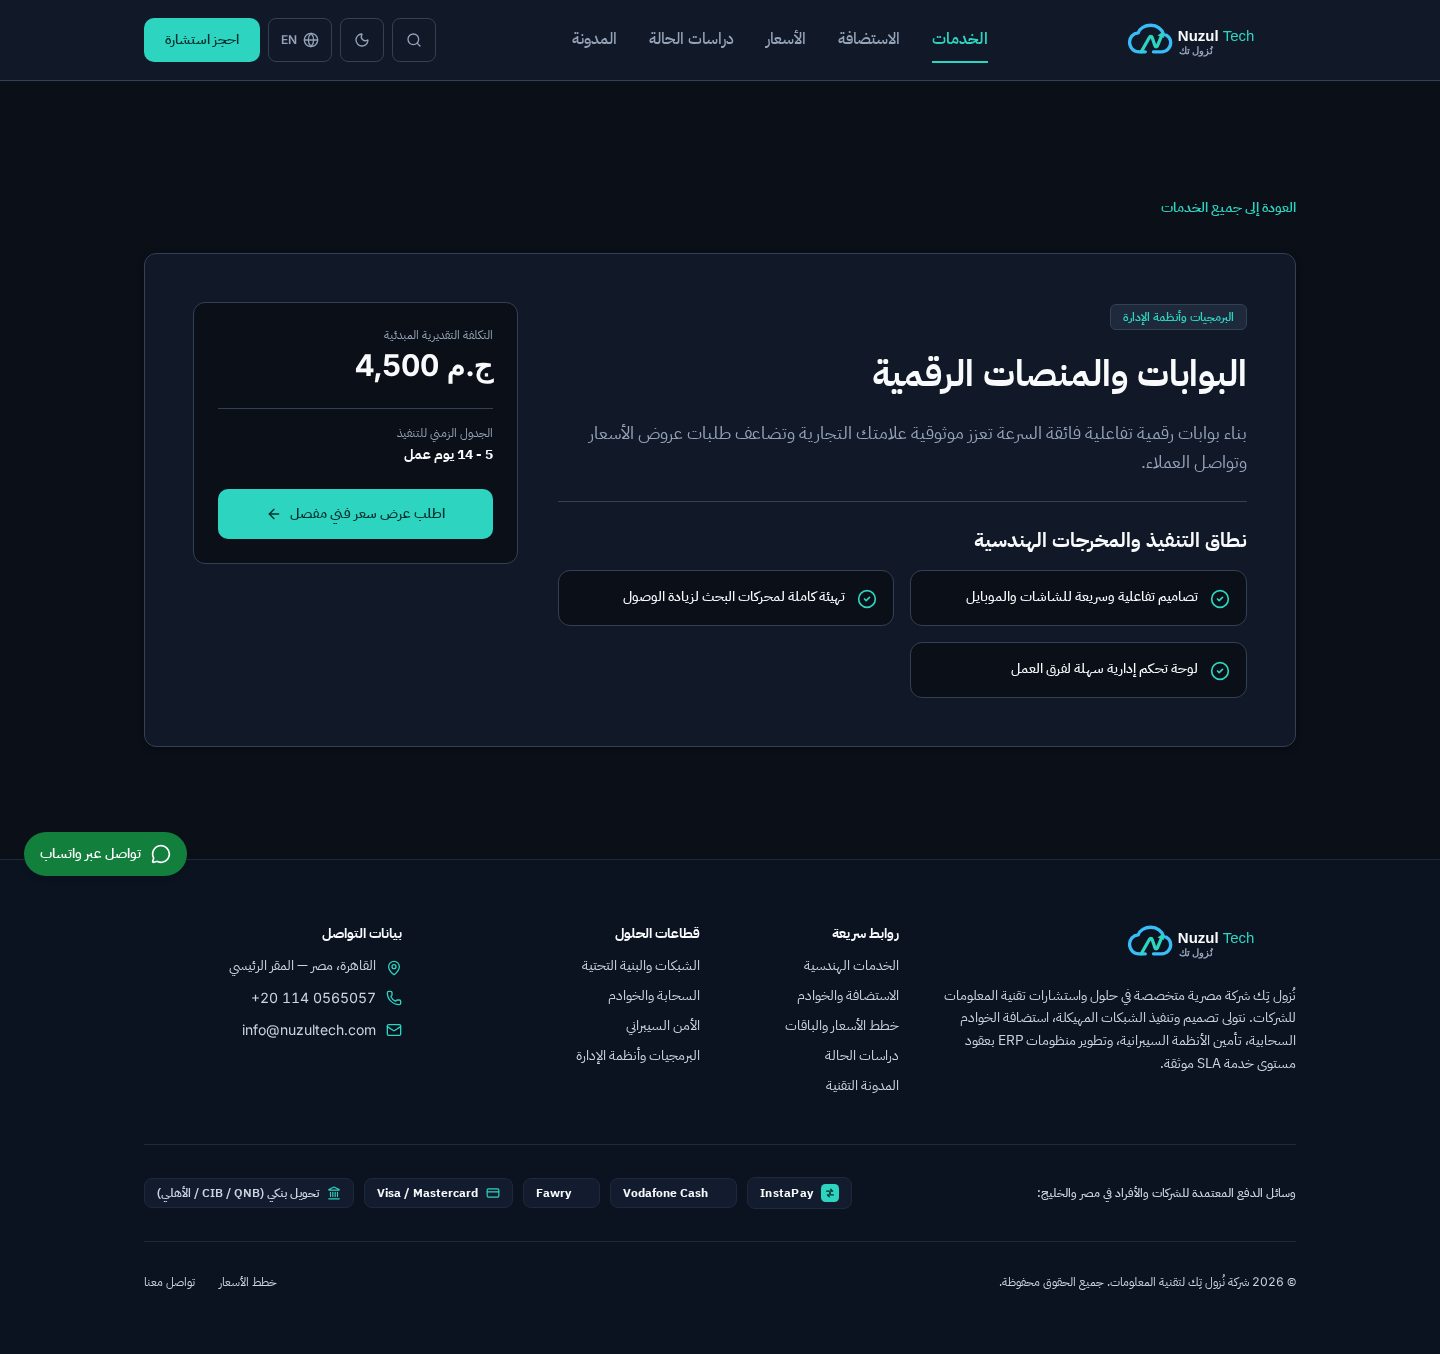 Nuzul Tech
نُزول تك
الخدمات
الاستضافة
الأسعار
دراسات الحالة
المدونة
EN
احجز استشارة
العودة إلى جميع الخدمات
البرمجيات وأنظمة الإدارة
البوابات والمنصات الرقمية
بناء بوابات رقمية تفاعلية فائقة السرعة تعزز موثوقية علامتك التجارية وتضاعف طلبات عروض الأسعار
وتواصل العملاء.
نطاق التنفيذ والمخرجات الهندسية
تصاميم تفاعلية وسريعة للشاشات والموبايل
تهيئة كاملة لمحركات البحث لزيادة الوصول
لوحة تحكم إدارية سهلة لفرق العمل
التكلفة التقديرية المبدئية
4,500 ج.م
الجدول الزمني للتنفيذ
5 - 14 يوم عمل
اطلب عرض سعر فني مفصل
تواصل عبر واتساب
Nuzul Tech
نُزول تك
نُزول تِك شركة مصرية متخصصة في حلول واستشارات تقنية المعلومات
للشركات. نتولى تصميم وتنفيذ الشبكات المهيكلة، استضافة الخوادم
السحابية، تأمين الأنظمة السيبرانية، وتطوير منظومات ERP بعقود
مستوى خدمة SLA موثقة.
روابط سريعة
الخدمات الهندسية
الاستضافة والخوادم
خطط الأسعار والباقات
دراسات الحالة
المدونة التقنية
قطاعات الحلول
الشبكات والبنية التحتية
السحابة والخوادم
الأمن السيبراني
البرمجيات وأنظمة الإدارة
بيانات التواصل
القاهرة، مصر — المقر الرئيسي
+20 114 0565057
info@nuzultech.com
وسائل الدفع المعتمدة للشركات والأفراد في مصر والخليج:
InstaPay
Vodafone Cash
Fawry
Visa / Mastercard
تحويل بنكي (CIB / QNB / الأهلي)
© 2026 شركة نُزول تِك لتقنية المعلومات. جميع الحقوق محفوظة.
خطط الأسعار
تواصل معنا